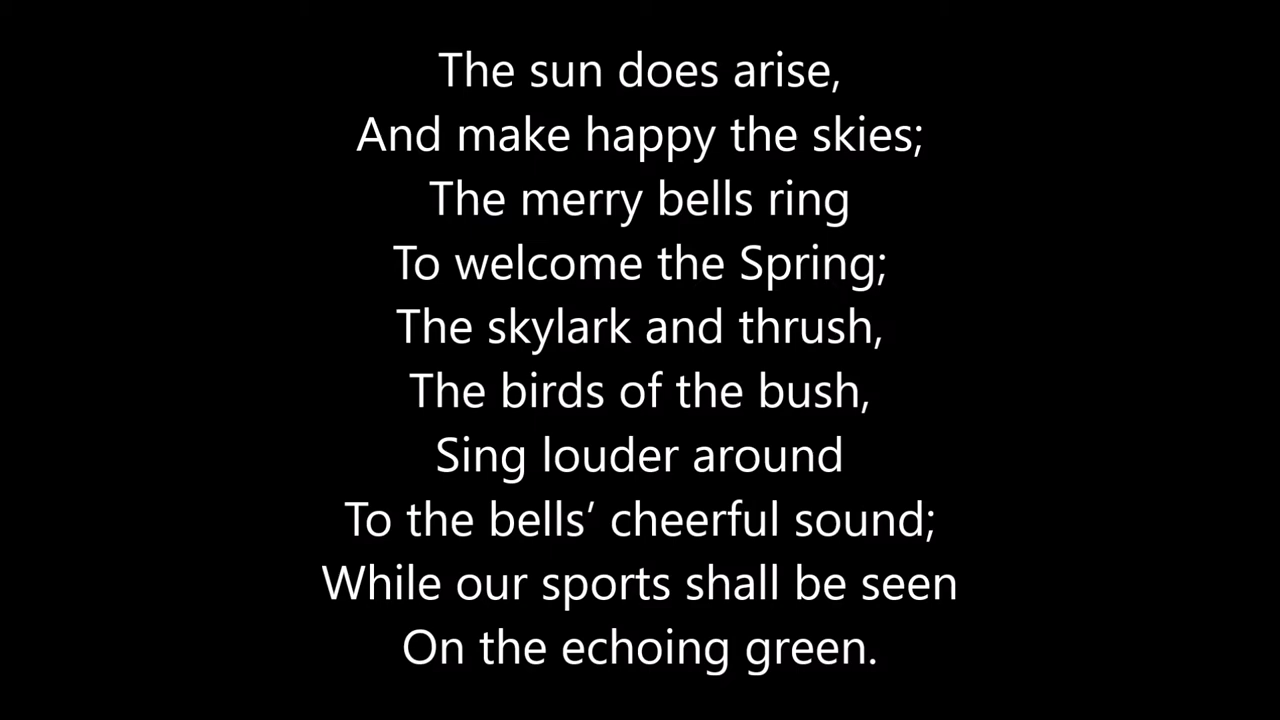 The sun does arise,
And make happy the skies;
The merry bells ring
To welcome the Spring;
The skylark and thrush,
The birds of the bush,
Sing louder around
To the bells’ cheerful sound;
While our sports shall be seen
On the echoing green.